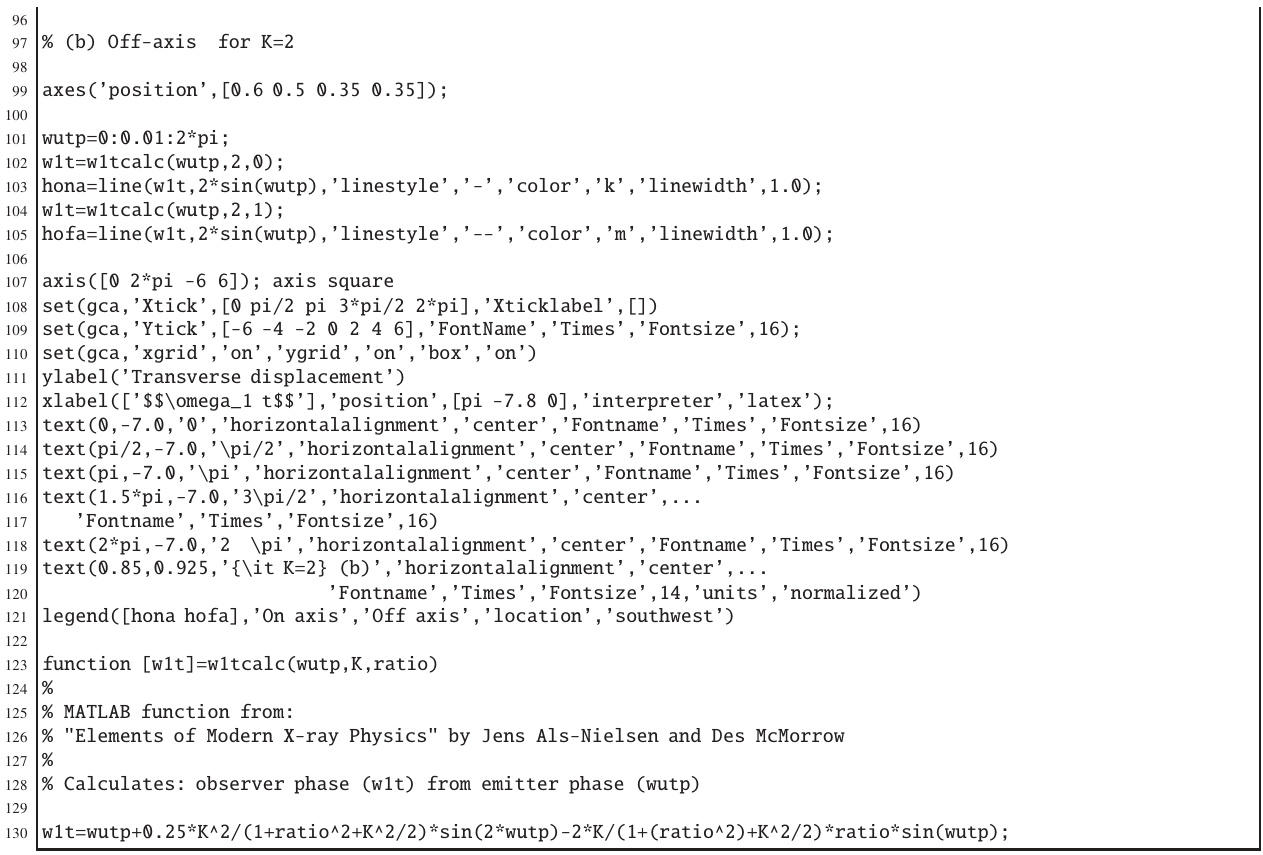 96
97 % (b) Off-axis  for K=2
98
99 axes('position',[0.6 0.5 0.35 0.35]);
100
101 wutp=0:0.01:2*pi;
102 w1t=w1tcalc(wutp,2,0);
103 hona=line(w1t,2*sin(wutp),'linestyle','-','color','k','linewidth',1.0);
104 w1t=w1tcalc(wutp,2,1);
105 hofa=line(w1t,2*sin(wutp),'linestyle','--','color','m','linewidth',1.0);
106
107 axis([0 2*pi -6 6]); axis square
108 set(gca,'Xtick',[0 pi/2 pi 3*pi/2 2*pi],'Xticklabel',[])
109 set(gca,'Ytick',[-6 -4 -2 0 2 4 6],'FontName','Times','Fontsize',16);
110 set(gca,'xgrid','on','ygrid','on','box','on')
111 ylabel('Transverse displacement')
112 xlabel(['$$\omega_1 t$$'],'position',[pi -7.8 0],'interpreter','latex');
113 text(0,-7.0,'0','horizontalalignment','center','Fontname','Times','Fontsize',16)
114 text(pi/2,-7.0,'\pi/2','horizontalalignment','center','Fontname','Times','Fontsize',16)
115 text(pi,-7.0,'\pi','horizontalalignment','center','Fontname','Times','Fontsize',16)
116 text(1.5*pi,-7.0,'3\pi/2','horizontalalignment','center',...
117    'Fontname','Times','Fontsize',16)
118 text(2*pi,-7.0,'2  \pi','horizontalalignment','center','Fontname','Times','Fontsize',16)
119 text(0.85,0.925,'{\it K=2} (b)','horizontalalignment','center',...
120                           'Fontname','Times','Fontsize',14,'units','normalized')
121 legend([hona hofa],'On axis','Off axis','location','southwest')
122
123 function [w1t]=w1tcalc(wutp,K,ratio)
124 %
125 % MATLAB function from:
126 % "Elements of Modern X-ray Physics" by Jens Als-Nielsen and Des McMorrow
127 %
128 % Calculates: observer phase (w1t) from emitter phase (wutp)
129
130 w1t=wutp+0.25*K^2/(1+ratio^2+K^2/2)*sin(2*wutp)-2*K/(1+(ratio^2)+K^2/2)*ratio*sin(wutp);